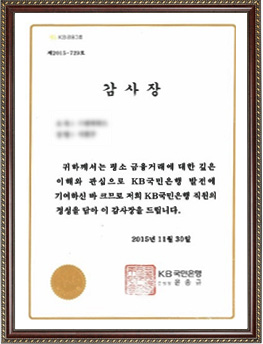 KB금융그룹
제2015-729호
감사장
귀하께서는 평소 금융거래에 대한 깊은
이해와 관심으로 KB국민은행 발전에
기여하신 바 크므로 저희 KB국민은행 직원의
정성을 담아 이 감사장을 드립니다.
2015년 11월 30일
KB국민은행
은행장 윤종규